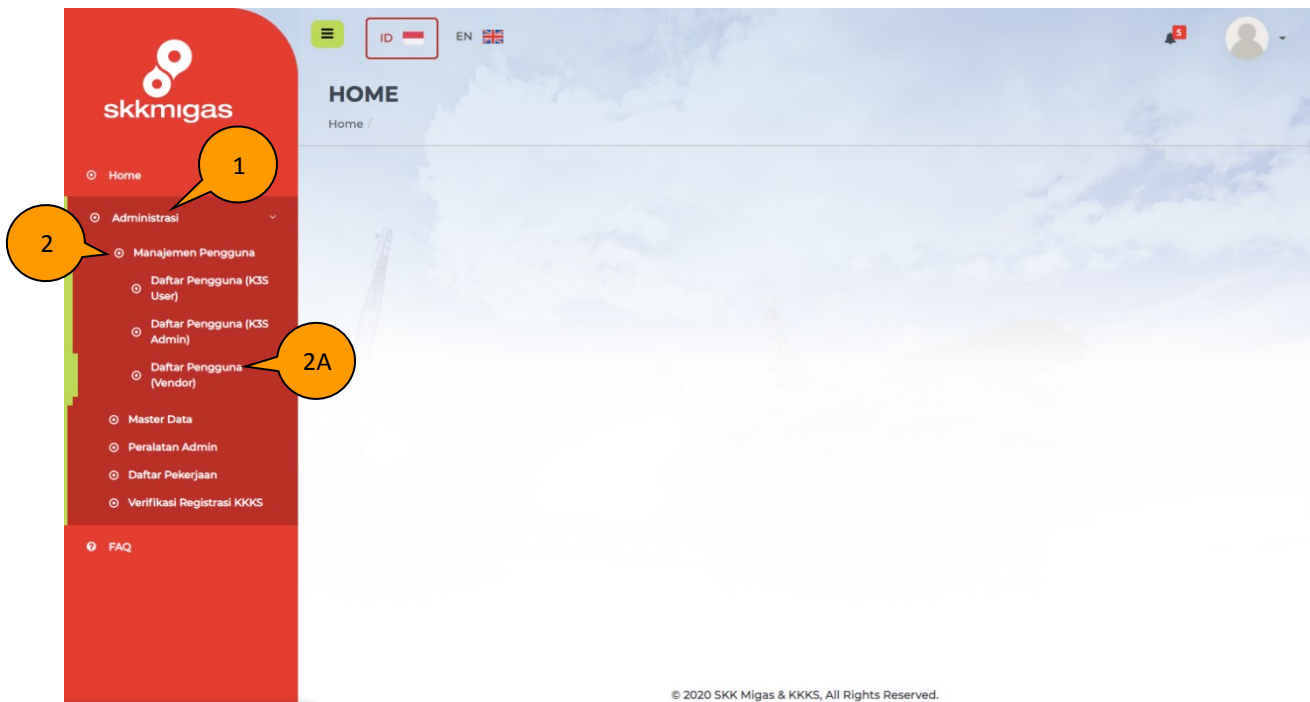 ID
EN
5
skkmigas
HOME
Home /
1
Home
Administrasi
2
Manajemen Pengguna
Daftar Pengguna (K3S
User)
Daftar Pengguna (K3S
Admin)
Daftar Pengguna
(Vendor)
2A
Master Data
Peralatan Admin
Daftar Pekerjaan
Verifikasi Registrasi KKKS
FAQ
© 2020 SKK Migas & KKKS, All Rights Reserved.